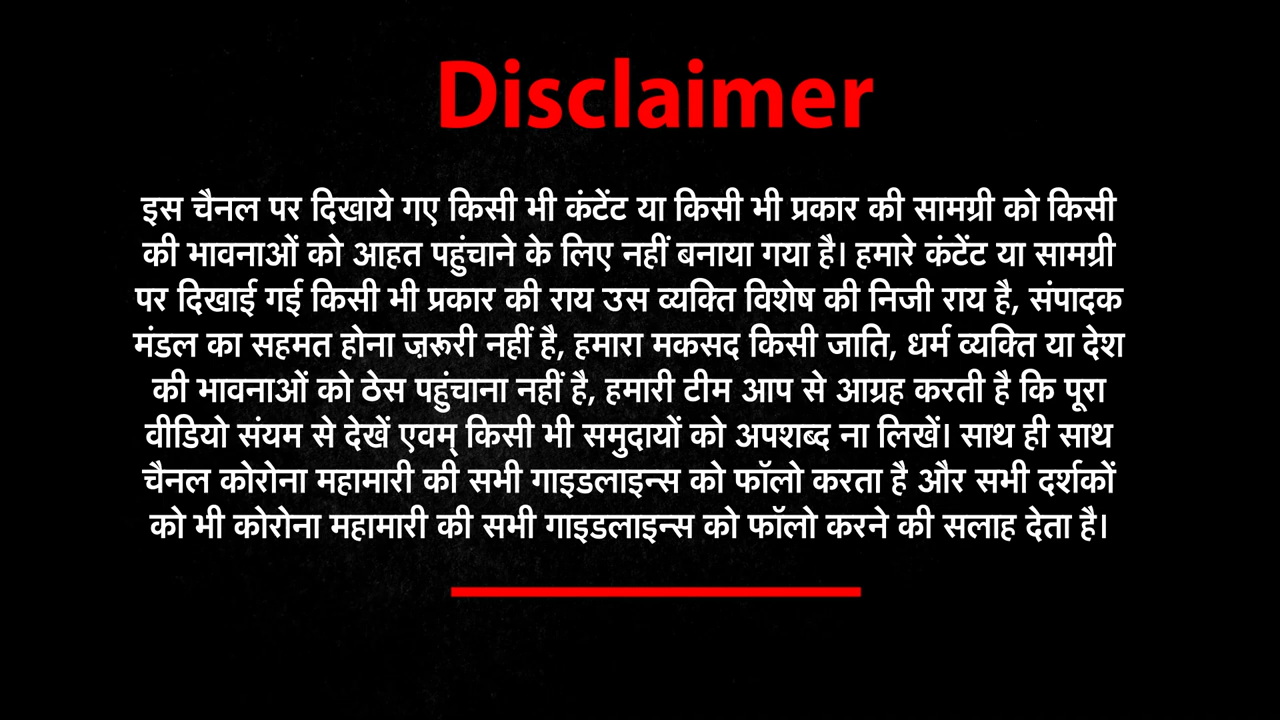 Disclaimer
इस चैनल पर दिखाये गए किसी भी कंटेंट या किसी भी प्रकार की सामग्री को किसी
की भावनाओं को आहत पहुंचाने के लिए नहीं बनाया गया है। हमारे कंटेंट या सामग्री
पर दिखाई गई किसी भी प्रकार की राय उस व्यक्ति विशेष की निजी राय है, संपादक
मंडल का सहमत होना ज़रूरी नहीं है, हमारा मकसद किसी जाति, धर्म व्यक्ति या देश
की भावनाओं को ठेस पहुंचाना नहीं है, हमारी टीम आप से आग्रह करती है कि पूरा
वीडियो संयम से देखें एवम् किसी भी समुदायों को अपशब्द ना लिखें। साथ ही साथ
चैनल कोरोना महामारी की सभी गाइडलाइन्स को फॉलो करता है और सभी दर्शकों
को भी कोरोना महामारी की सभी गाइडलाइन्स को फॉलो करने की सलाह देता है।